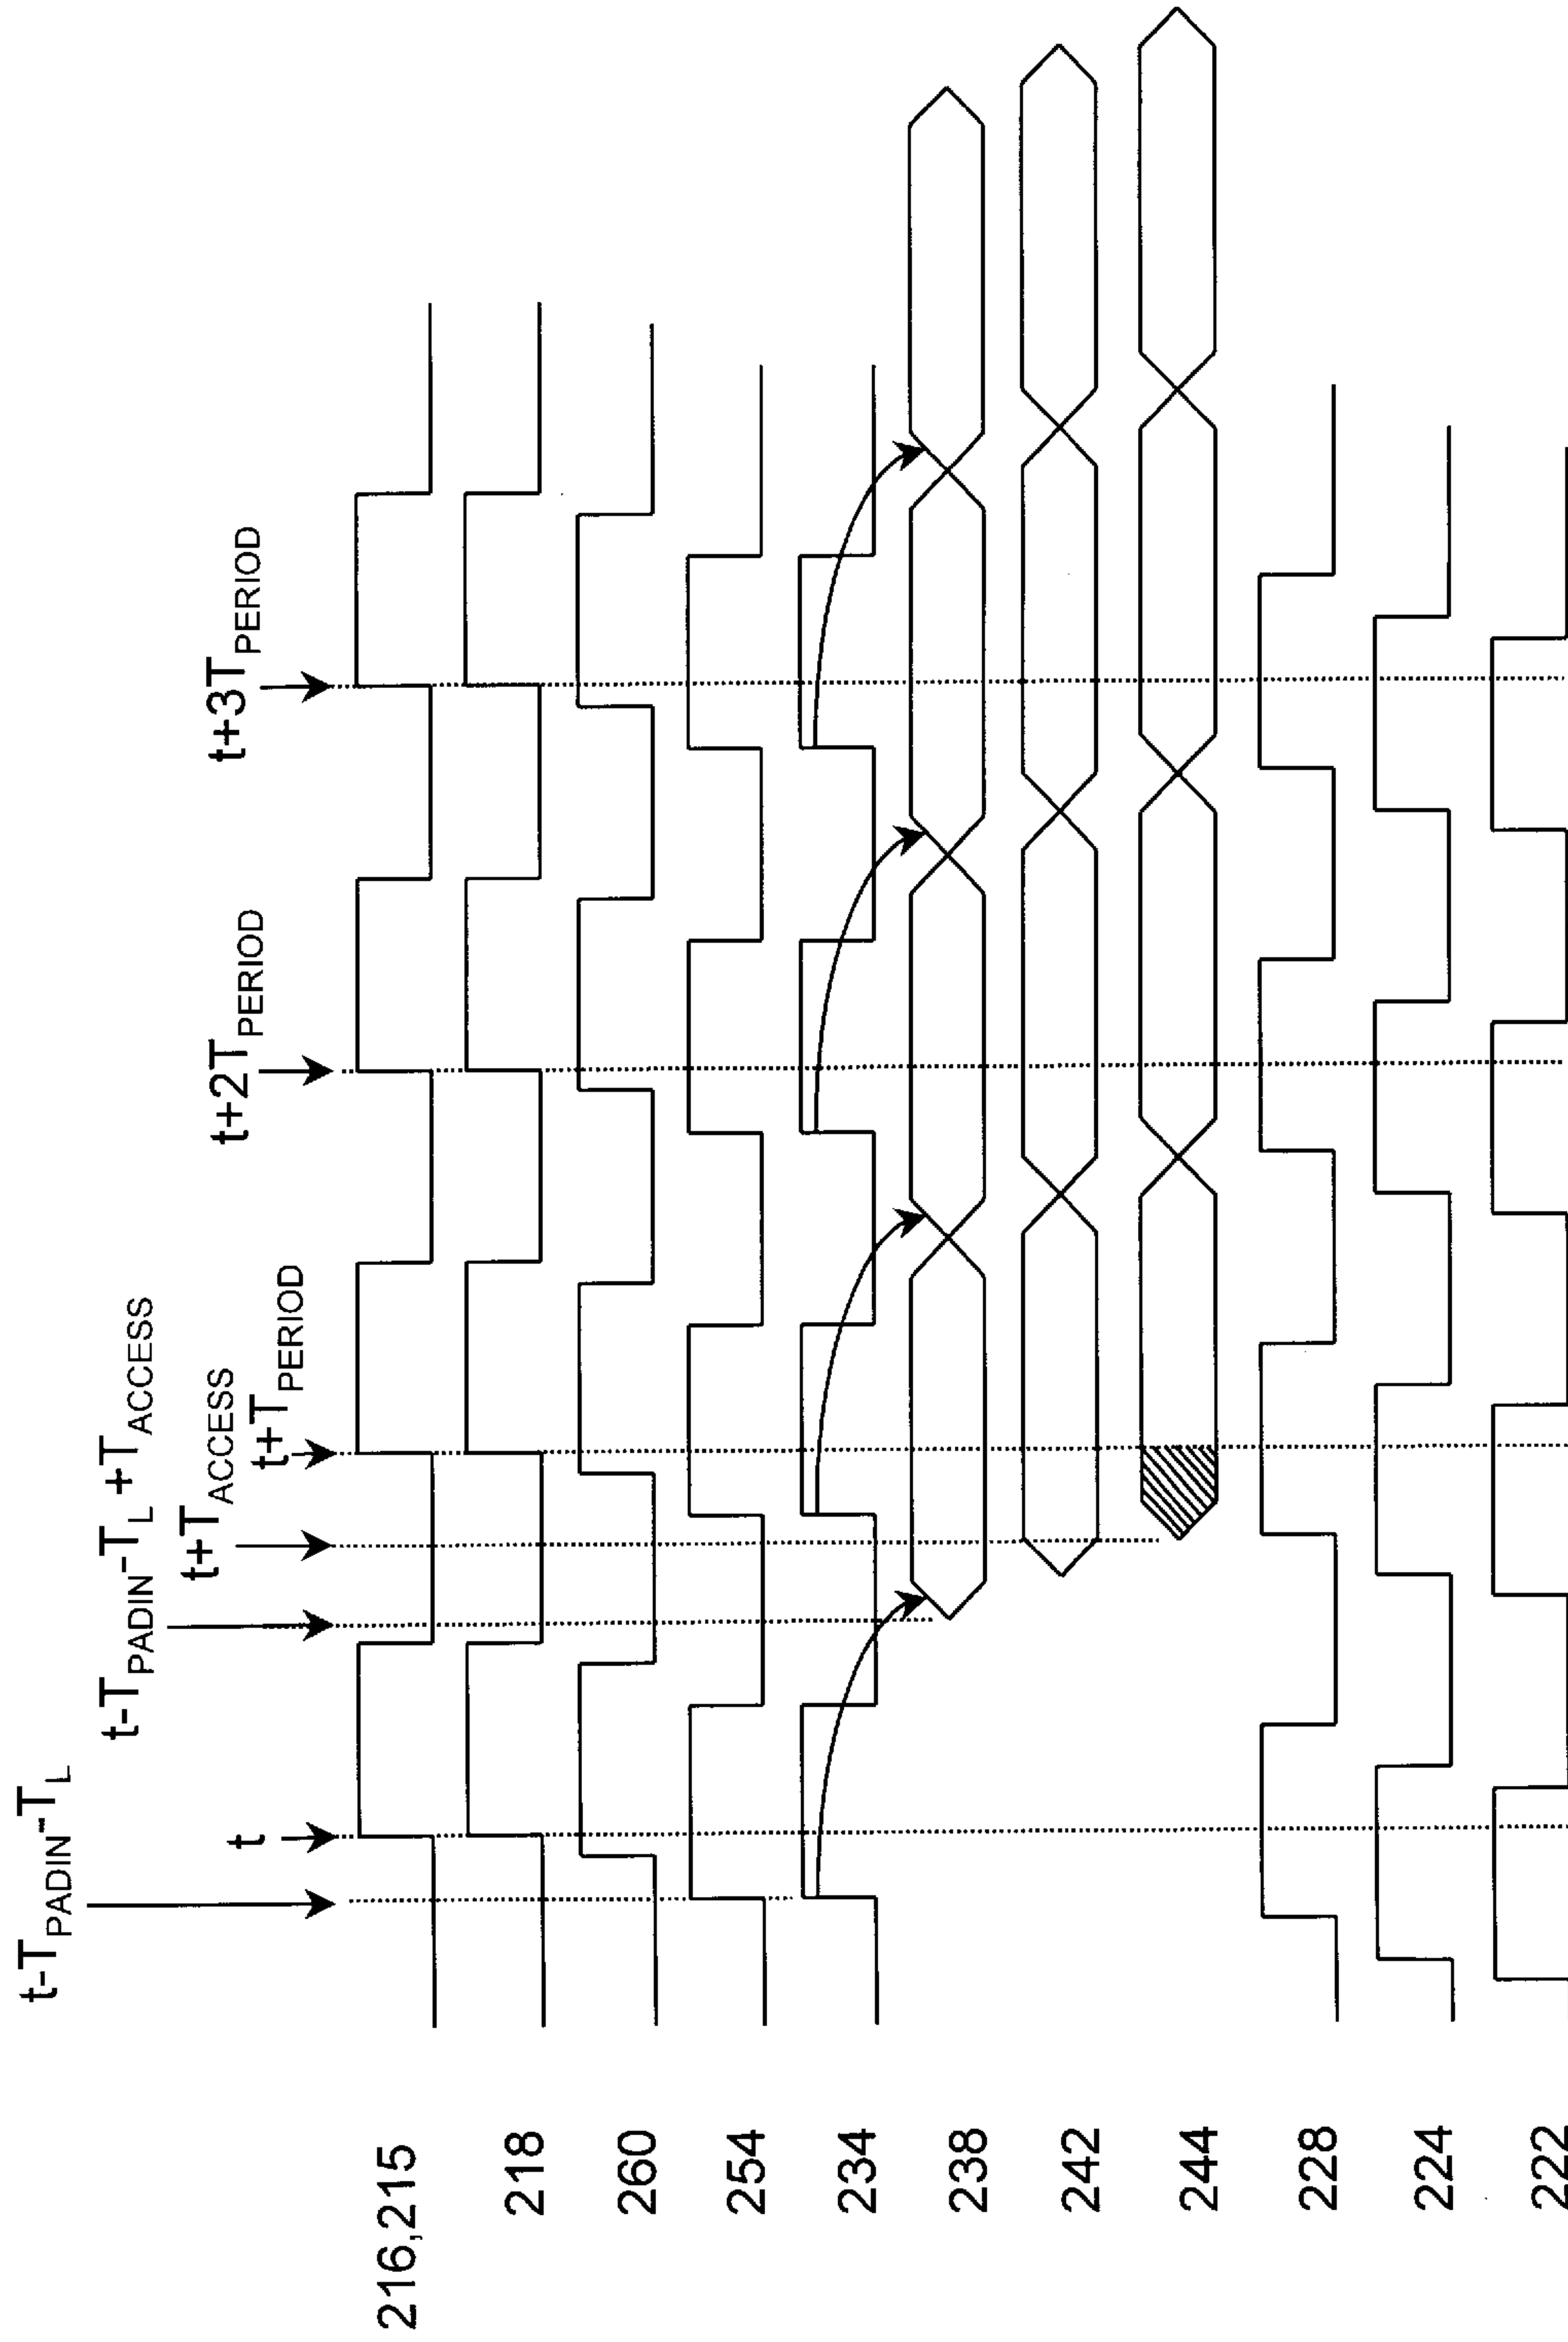 t-T_PADIN-T_L
t
t-T_PADIN-T_L+T_ACCESS
t+T_ACCESS
t+T_PERIOD
t+2T_PERIOD
t+3T_PERIOD
216,215
218
260
254
234
238
242
244
228
224
222